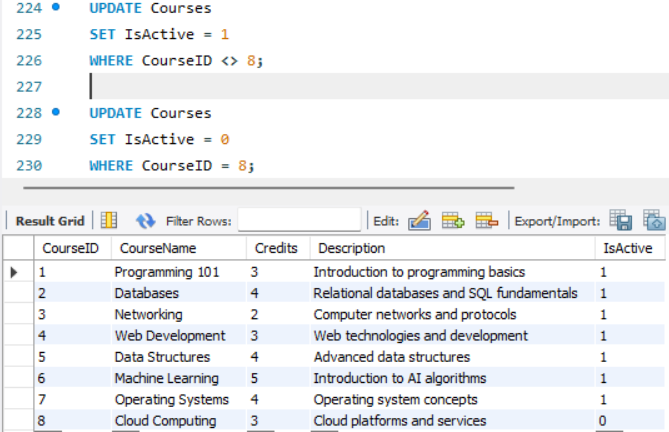 224 UPDATE Courses
225 SET IsActive = 1
226 WHERE CourseID <> 8;
227
228 UPDATE Courses
229 SET IsActive = 0
230 WHERE CourseID = 8;
Result Grid Filter Rows: Edit: Export/Import:
CourseID CourseName Credits Description IsActive
1 Programming 101 3 Introduction to programming basics 1
2 Databases 4 Relational databases and SQL fundamentals 1
3 Networking 2 Computer networks and protocols 1
4 Web Development 3 Web technologies and development 1
5 Data Structures 4 Advanced data structures 1
6 Machine Learning 5 Introduction to AI algorithms 1
7 Operating Systems 4 Operating system concepts 1
8 Cloud Computing 3 Cloud platforms and services 0